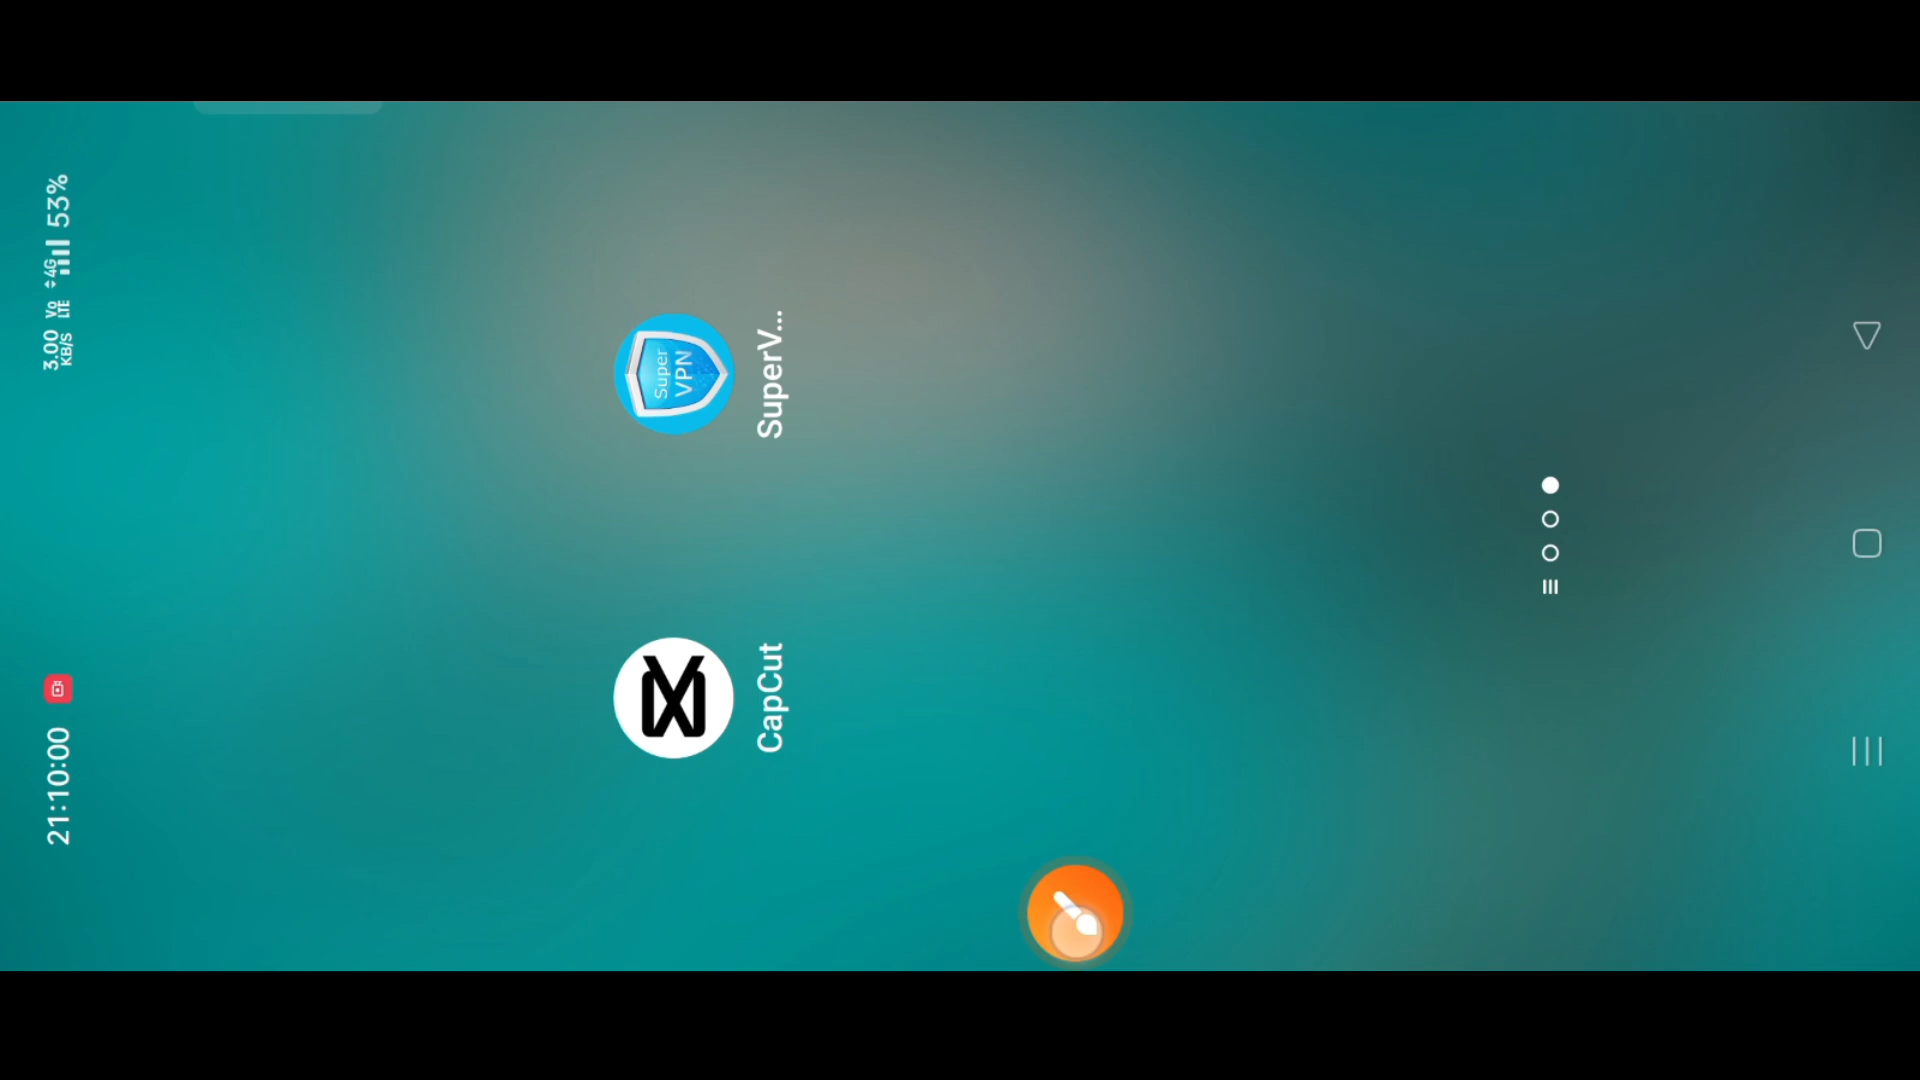 21:10:00
3.00 KB/S Vo LTE 4G 53%
CapCut
Super
VPN
SuperV...